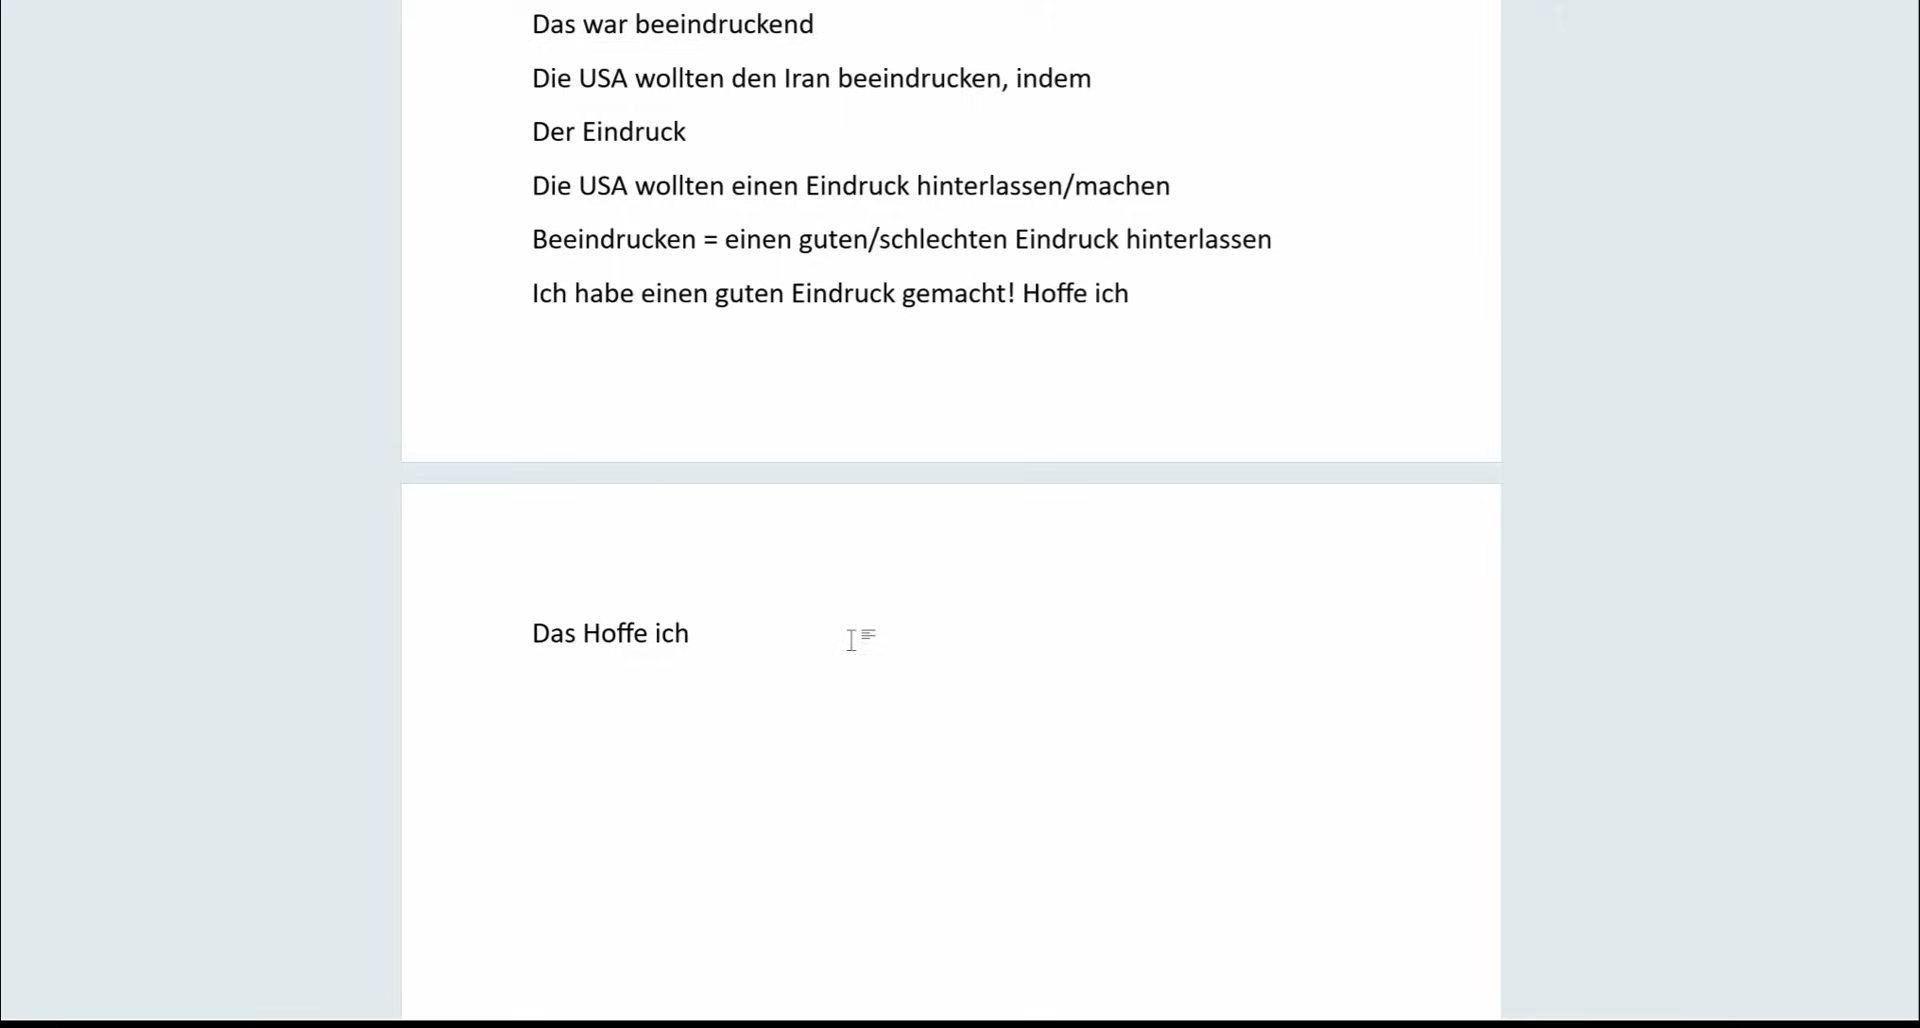 Das war beeindruckend
Die USA wollten den Iran beeindrucken, indem
Der Eindruck
Die USA wollten einen Eindruck hinterlassen/machen
Beeindrucken = einen guten/schlechten Eindruck hinterlassen
Ich habe einen guten Eindruck gemacht! Hoffe ich
Das Hoffe ich